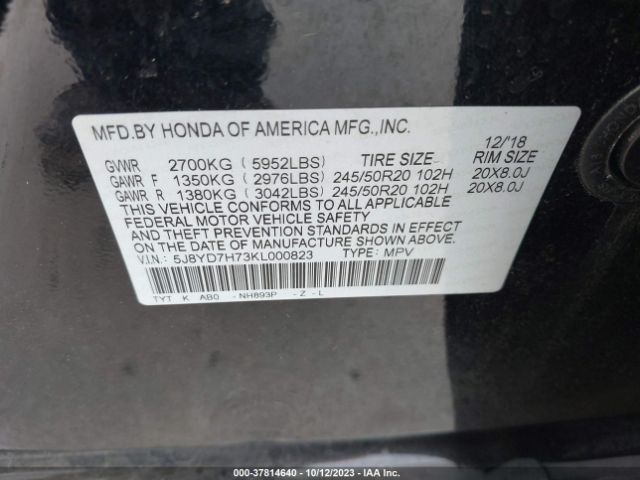 MFD.BY HONDA OF AMERICA MFG.,INC.
12/'18
GVWR 2700KG ( 5952LBS) TIRE SIZE RIM SIZE
GAWR F 1350KG ( 2976LBS) 245/50R20 102H 20X8.0J
GAWR R 1380KG ( 3042LBS) 245/50R20 102H 20X8.0J
THIS VEHICLE CONFORMS TO ALL APPLICABLE
FEDERAL MOTOR VEHICLE SAFETY
AND THEFT PREVENTION STANDARDS IN EFFECT
ON THE DATE OF MANUFACTURE SHOWN ABOVE.
V.I.N.: 5J8YD7H73KL000823 TYPE: MPV
TYT K AB0 -NH893P - Z - L
000-37814640 - 10/12/2023 - IAAI.COM